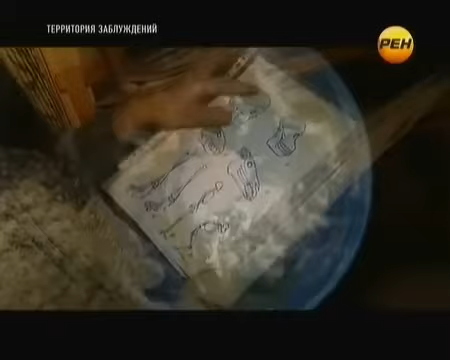 ТЕРРИТОРИЯ ЗАБЛУЖДЕНИЙ
РЕН